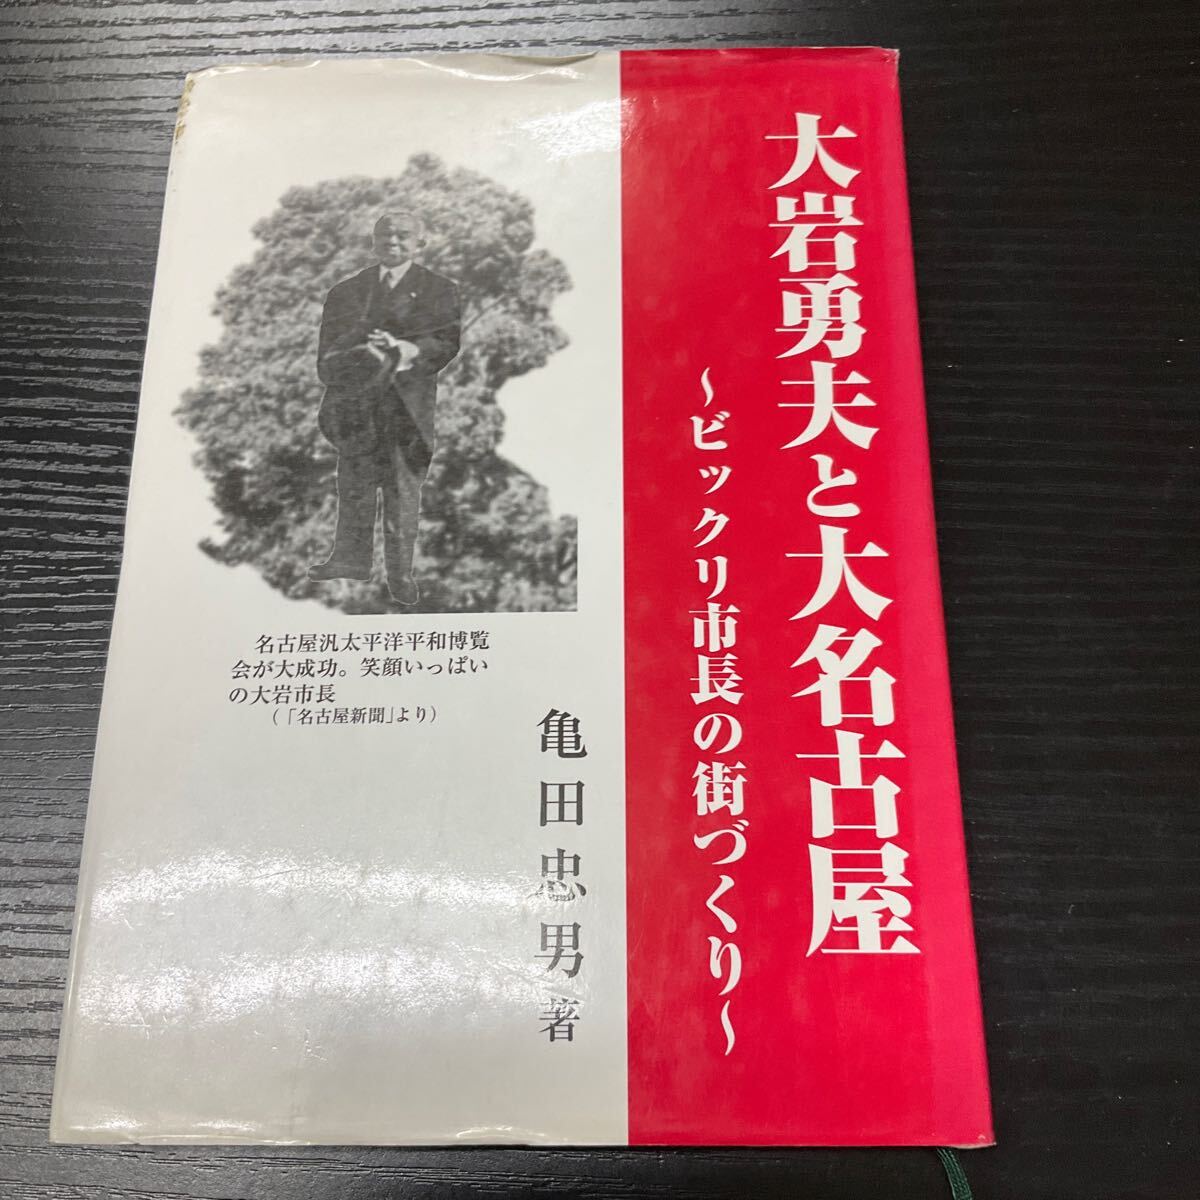 大岩勇夫と大名古屋
～ビックリ市長の街づくり～
名古屋汎太平洋平和博覧
会が大成功。笑顔いっぱい
の大岩市長
（「名古屋新聞」より）
亀田忠男著